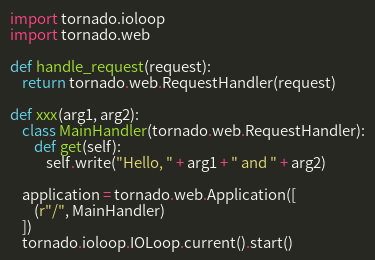 import tornado.ioloop
import tornado.web

def handle_request(request):
    return tornado.web.RequestHandler(request)

def xxx(arg1, arg2):
    class MainHandler(tornado.web.RequestHandler):
        def get(self):
            self.write("Hello, " + arg1 + " and " + arg2)

    application = tornado.web.Application([
        (r"/", MainHandler)
    ])
    tornado.ioloop.IOLoop.current().start()